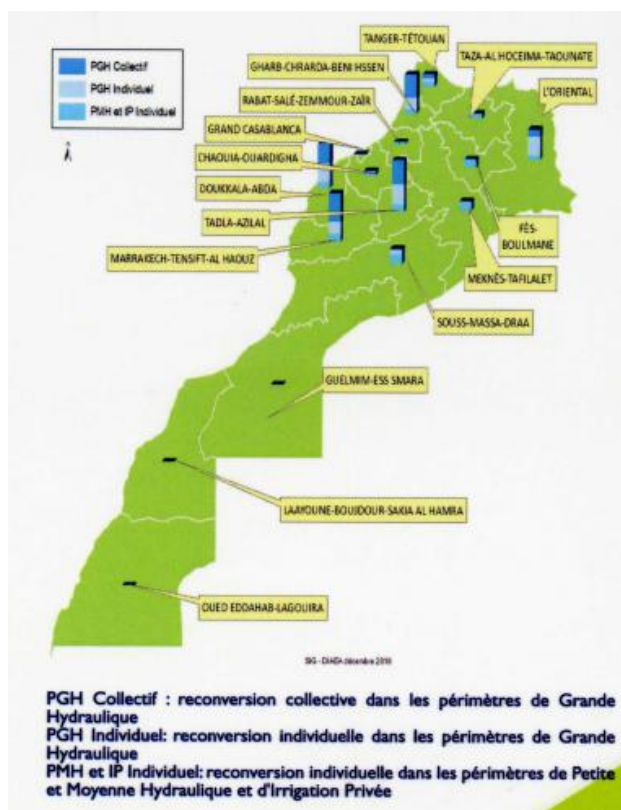 TANGER-TÉTOUAN
TAZA-AL HOCEIMA-TAOUNATE
GHARB-CHRARDA-BENI HSSEN
L'ORIENTAL
PGH Collectif
PGH Individuel
PMH et IP Individuel
RABAT-SALÉ-ZEMMOUR-ZAÏR
GRAND CASABLANCA
CHAOUIA-OUARDIGHA
DOUKKALA-ABDA
TADLA-AZILAL
FÈS-
BOULMANE
MARRAKECH-TENSIFT-AL HAOUZ
MEKNÈS-TAFILALET
SOUSS-MASSA-DRAA
GUELMIM-ESS SMARA
LAAYOUNE-BOUJDOUR-SAKIA AL HAMRA
OUED EDDAHAB-LAGOUIRA
PGH Collectif : reconversion collective dans les périmètres de Grande
Hydraulique
PGH Individuel: reconversion individuelle dans les périmètres de Grande
Hydraulique
PMH et IP Individuel: reconversion individuelle dans les périmètres de Petite
et Moyenne Hydraulique et d'Irrigation Privée